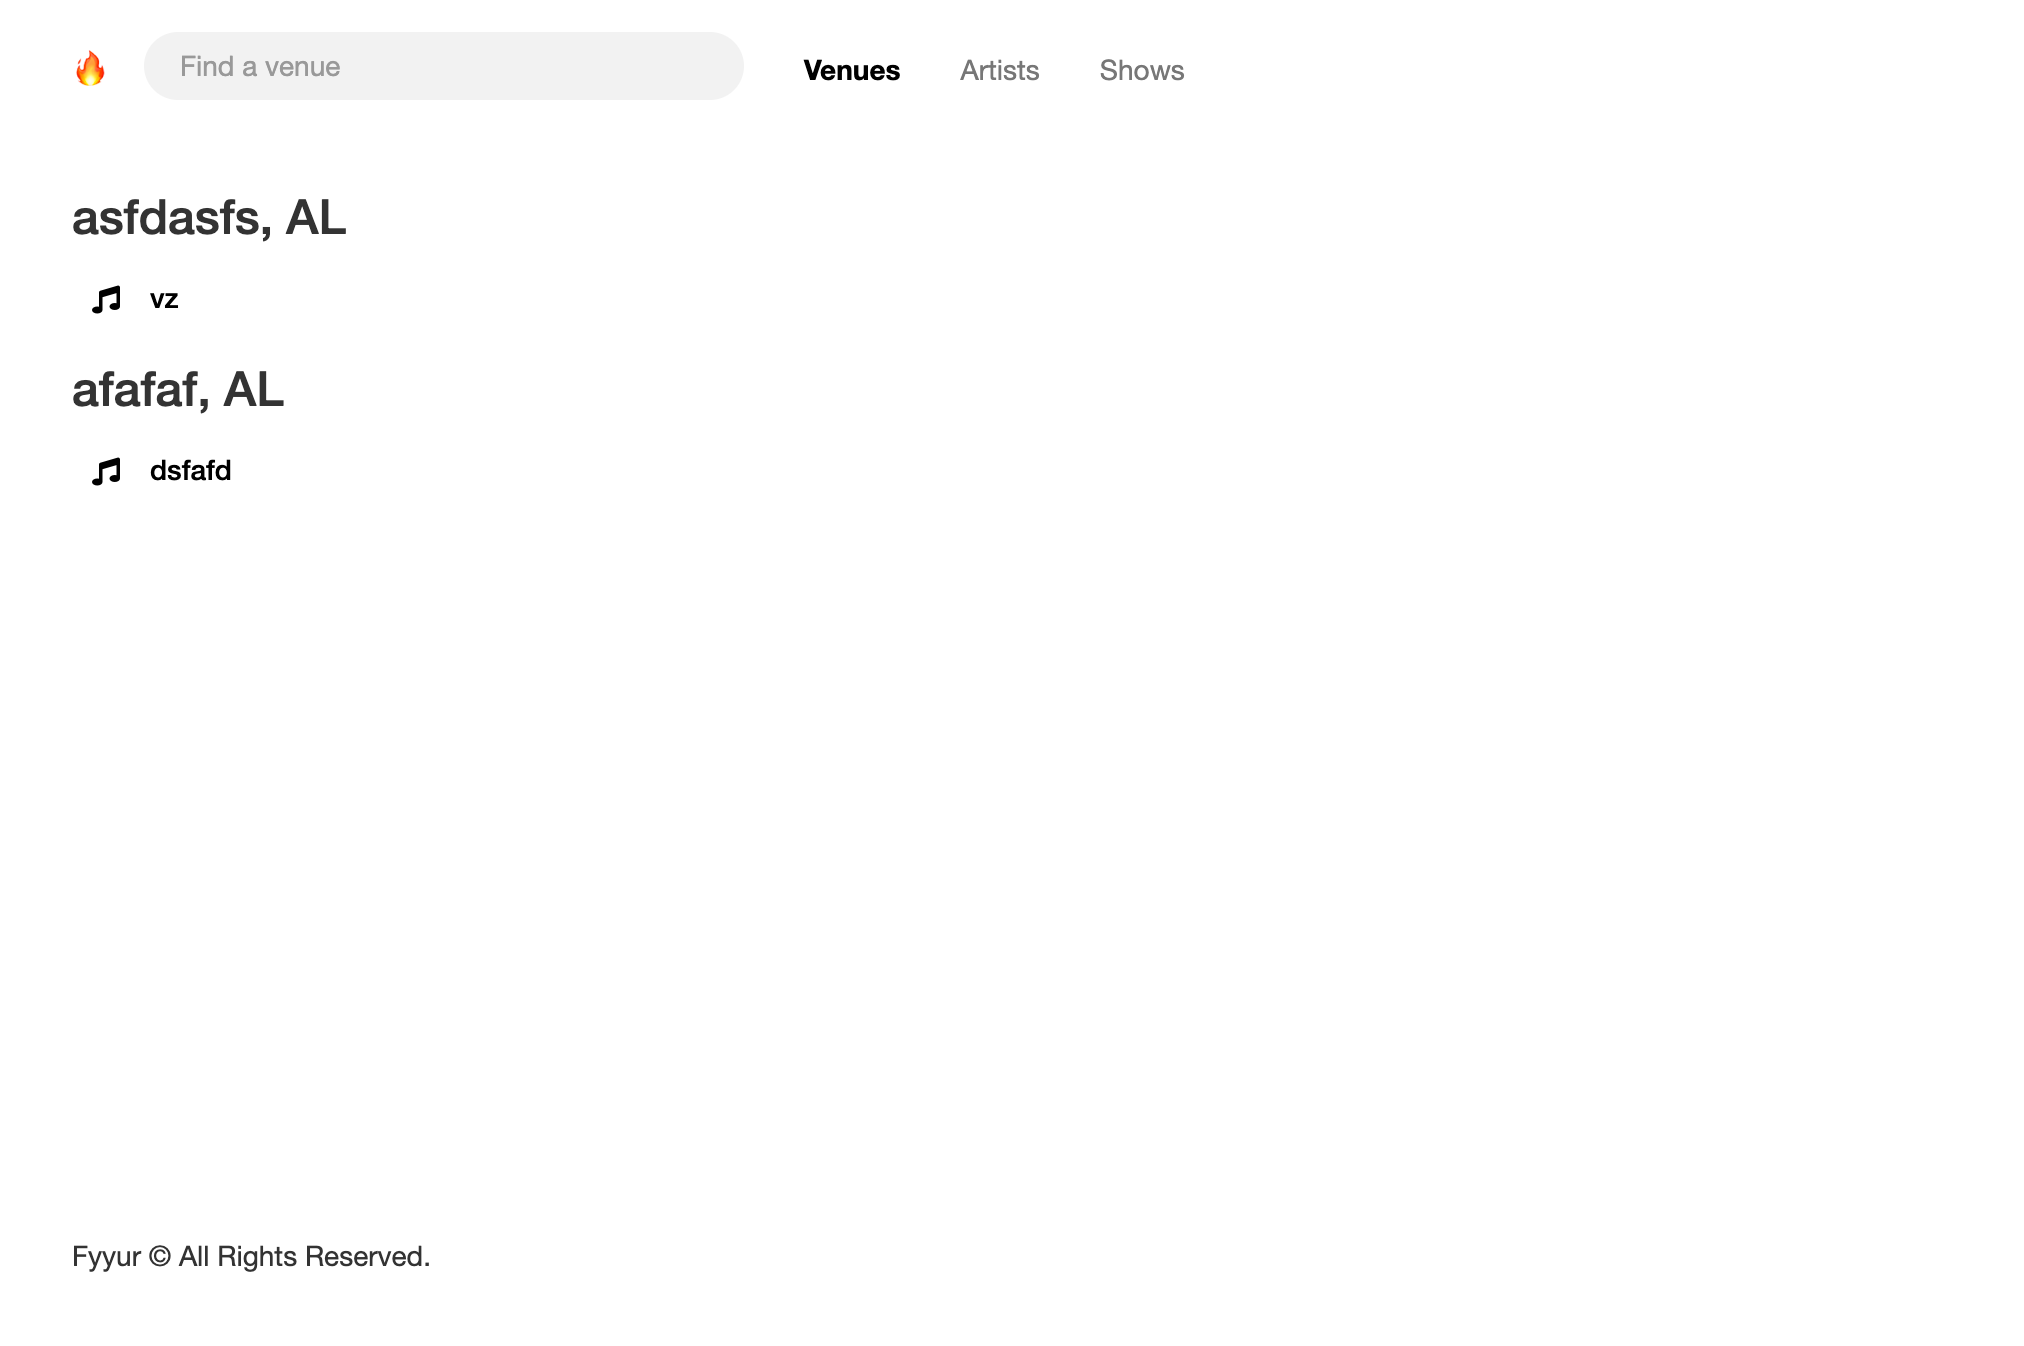 Find a venue
Venues
Artists
Shows
asfdasfs, AL
vz
afafaf, AL
dsfafd
Fyyur © All Rights Reserved.